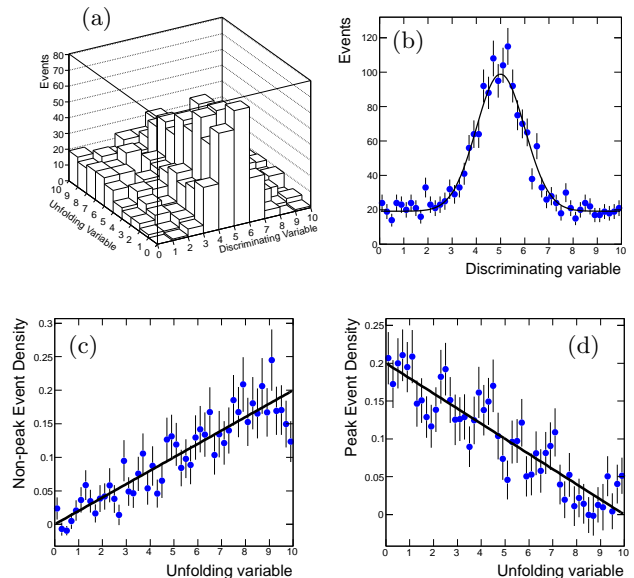 (a)
Events
80
70
60
50
40
30
20
10
0
10 9 8 7 6 5 4 3 2 1 0
Unfolding Variable
0 1 2 3 4 5 6 7 8 9 10
Discriminating Variable
(b)
Events
120
100
80
60
40
20
0 1 2 3 4 5 6 7 8 9 10
Discriminating variable
(c)
Non-peak Event Density
0.3
0.25
0.2
0.15
0.1
0.05
0
0 1 2 3 4 5 6 7 8 9 10
Unfolding variable
(d)
Peak Event Density
0.25
0.2
0.15
0.1
0.05
0
0 1 2 3 4 5 6 7 8 9 10
Unfolding variable